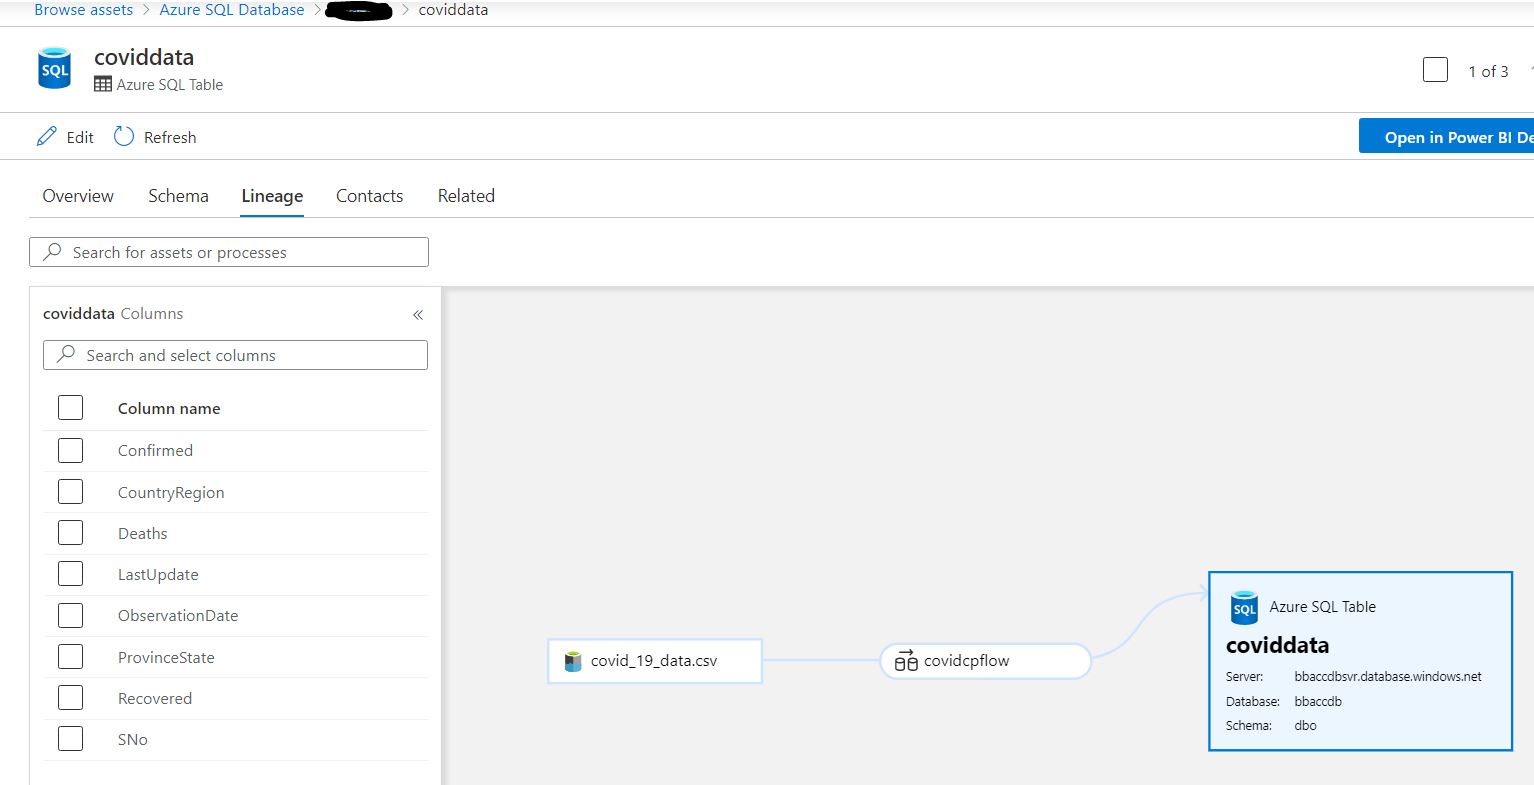 Browse assets > Azure SQL Database > > coviddata
SQL
coviddata
Azure SQL Table
1 of 3
Edit Refresh
Open in Power BI De
Overview Schema Lineage Contacts Related
Search for assets or processes
coviddata Columns «
Search and select columns
Column name
Confirmed
CountryRegion
Deaths
LastUpdate
ObservationDate
ProvinceState
Recovered
SNo
covid_19_data.csv
covidcpflow
SQL
Azure SQL Table
coviddata
Server: bbaccdbsvr.database.windows.net
Database: bbaccdb
Schema: dbo